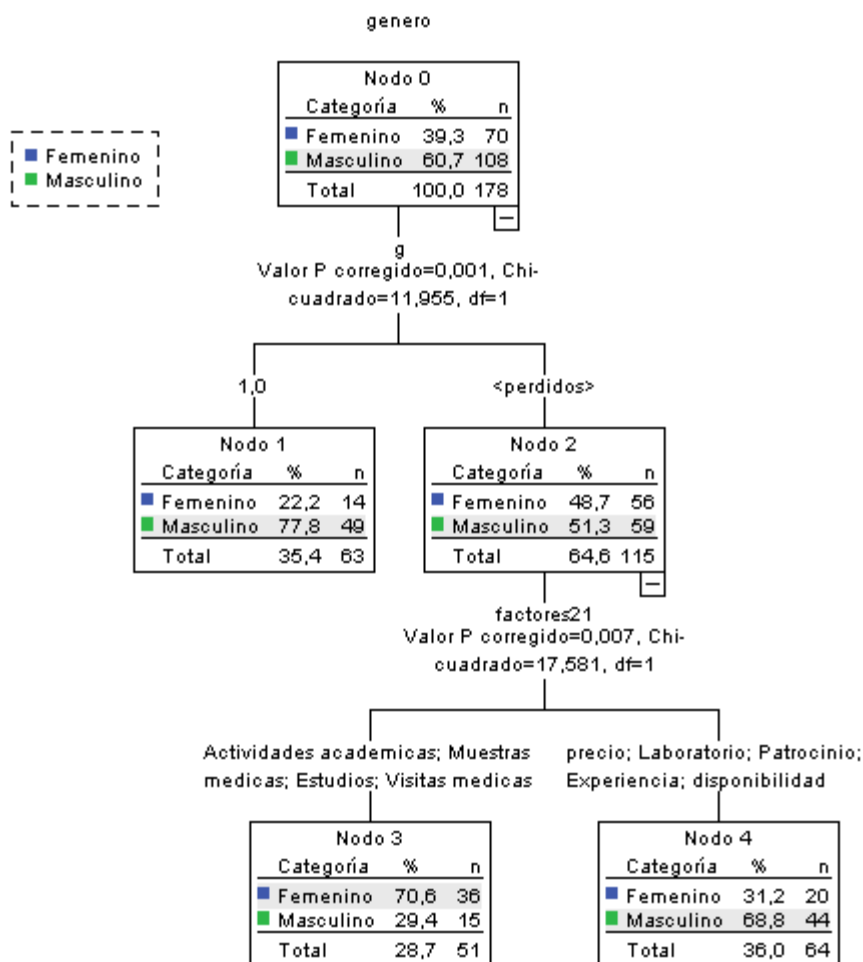 genero
Nodo 0
Categoría % n
Femenino 39,3 70
Masculino 60,7 108
Total 100,0 178
Femenino
Masculino
g
Valor P corregido=0,001, Chi-
cuadrado=11,955, df=1
1,0
<perdidos>
Nodo 1
Categoría % n
Femenino 22,2 14
Masculino 77,8 49
Total 35,4 63
Nodo 2
Categoría % n
Femenino 48,7 56
Masculino 51,3 59
Total 64,6 115
factores21
Valor P corregido=0,007, Chi-
cuadrado=17,581, df=1
Actividades academicas; Muestras
medicas; Estudios; Visitas medicas
precio; Laboratorio; Patrocinio;
Experiencia; disponibilidad
Nodo 3
Categoría % n
Femenino 70,6 36
Masculino 29,4 15
Total 28,7 51
Nodo 4
Categoría % n
Femenino 31,2 20
Masculino 68,8 44
Total 36,0 64